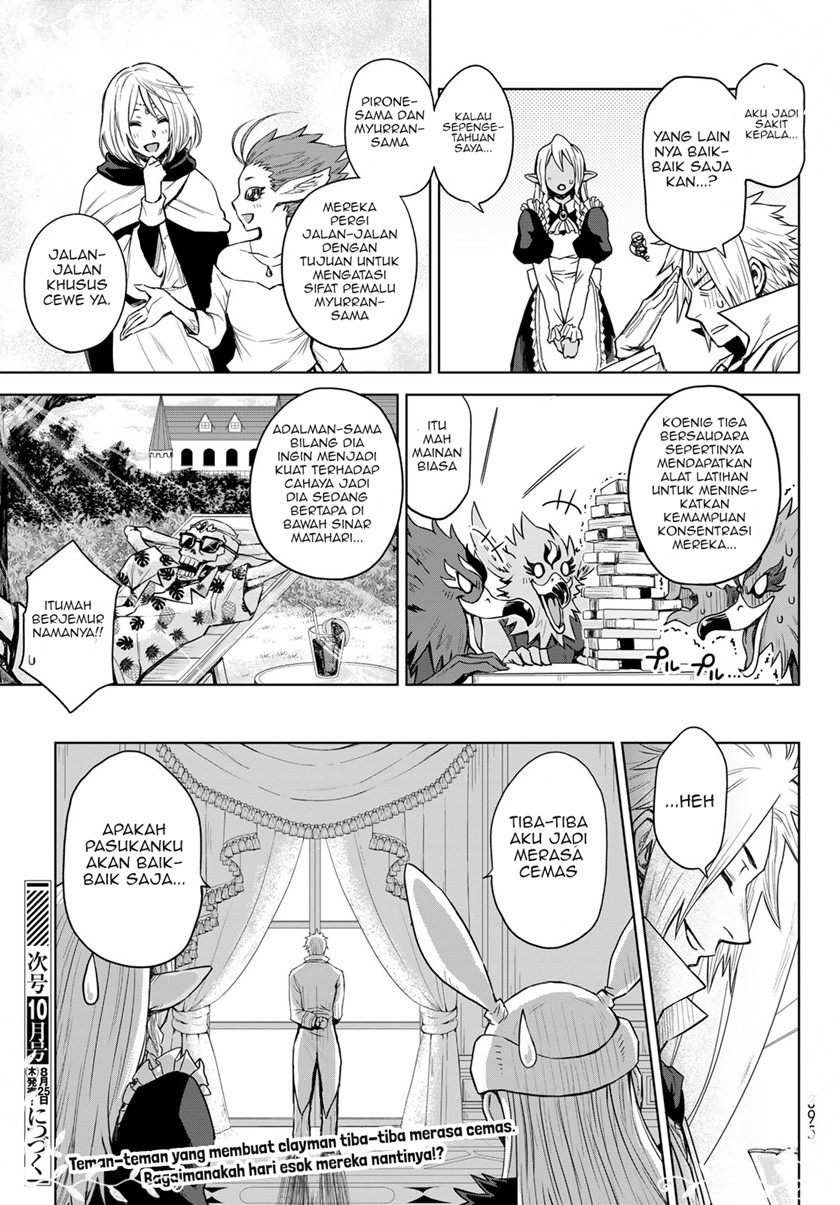 AKU JADI
SAKIT
KEPALA...
YANG LAIN
NYA BAIK-
BAIK SAJA
KAN...?
KALAU
SEPENGE-
TAHUAN
SAYA...
PIRONE-
SAMA DAN
MYURRAN-
SAMA
MEREKA
PERGI
JALAN-JALAN
DENGAN
TUJUAN UNTUK
MENGATASI
SIFAT PEMALU
MYURRAN-
SAMA
JALAN-
JALAN
KHUSUS
CEWE YA.
KOENIG TIGA
BERSAUDARA
SEPERTINYA
MENDAPATKAN
ALAT LATIHAN
UNTUK MENING-
KATKAN
KEMAMPUAN
KONSENTRASI
MEREKA...
ITU
MAH
MAINAN
BIASA
プル-プル...
ADALMAN-SAMA
BILANG DIA
INGIN MENJADI
KUAT TERHADAP
CAHAYA JADI
DIA SEDANG
BERTAPA DI
BAWAH SINAR
MATAHARI...
ITUMAH
BERJEMUR
NAMANYA!!
...HEH
TIBA-TIBA
AKU JADI
MERASA
CEMAS
APAKAH
PASUKANKU
AKAN BAIK-
BAIK SAJA...
Teman-teman yang membuat clayman tiba-tiba merasa cemas.
Bagaimanakah hari esok mereka nantinya!?
次号10月号
8月25日
につづく